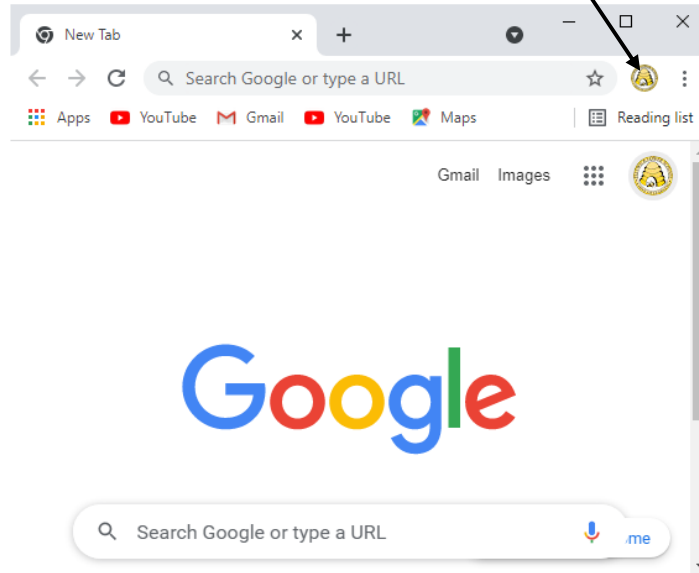 New Tab
Search Google or type a URL
Apps YouTube Gmail YouTube Maps Reading list
Gmail Images
Google
Search Google or type a URL
me